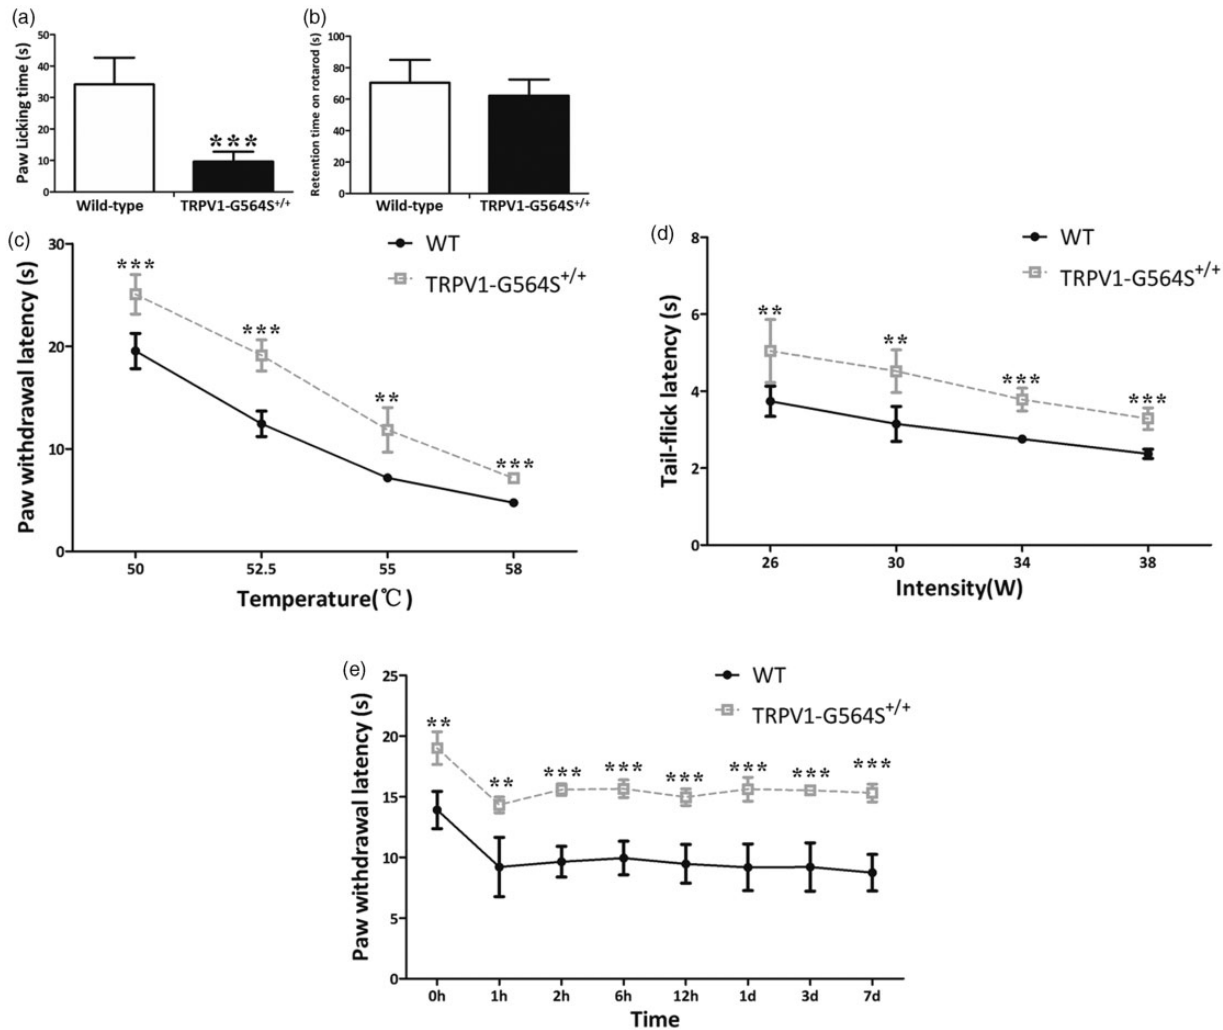 (a)
Paw Licking time (s)
50
40
30
20
10
0
***
Wild-type
TRPV1-G564S+/+
(b)
Retention time on rotarod (s)
100
80
60
40
20
0
Wild-type
TRPV1-G564S+/+
(c)
WT
TRPV1-G564S+/+
Paw withdrawal latency (s)
30
20
10
0
***
***
**
***
50
52.5
55
58
Temperature(℃)
(d)
WT
TRPV1-G564S+/+
Tail-flick latency (s)
8
6
4
2
0
**
**
***
***
26
30
34
38
Intensity(W)
(e)
WT
TRPV1-G564S+/+
Paw withdrawal latency (s)
25
20
15
10
5
0
**
**
***
***
***
***
***
***
0h
1h
2h
6h
12h
1d
3d
7d
Time